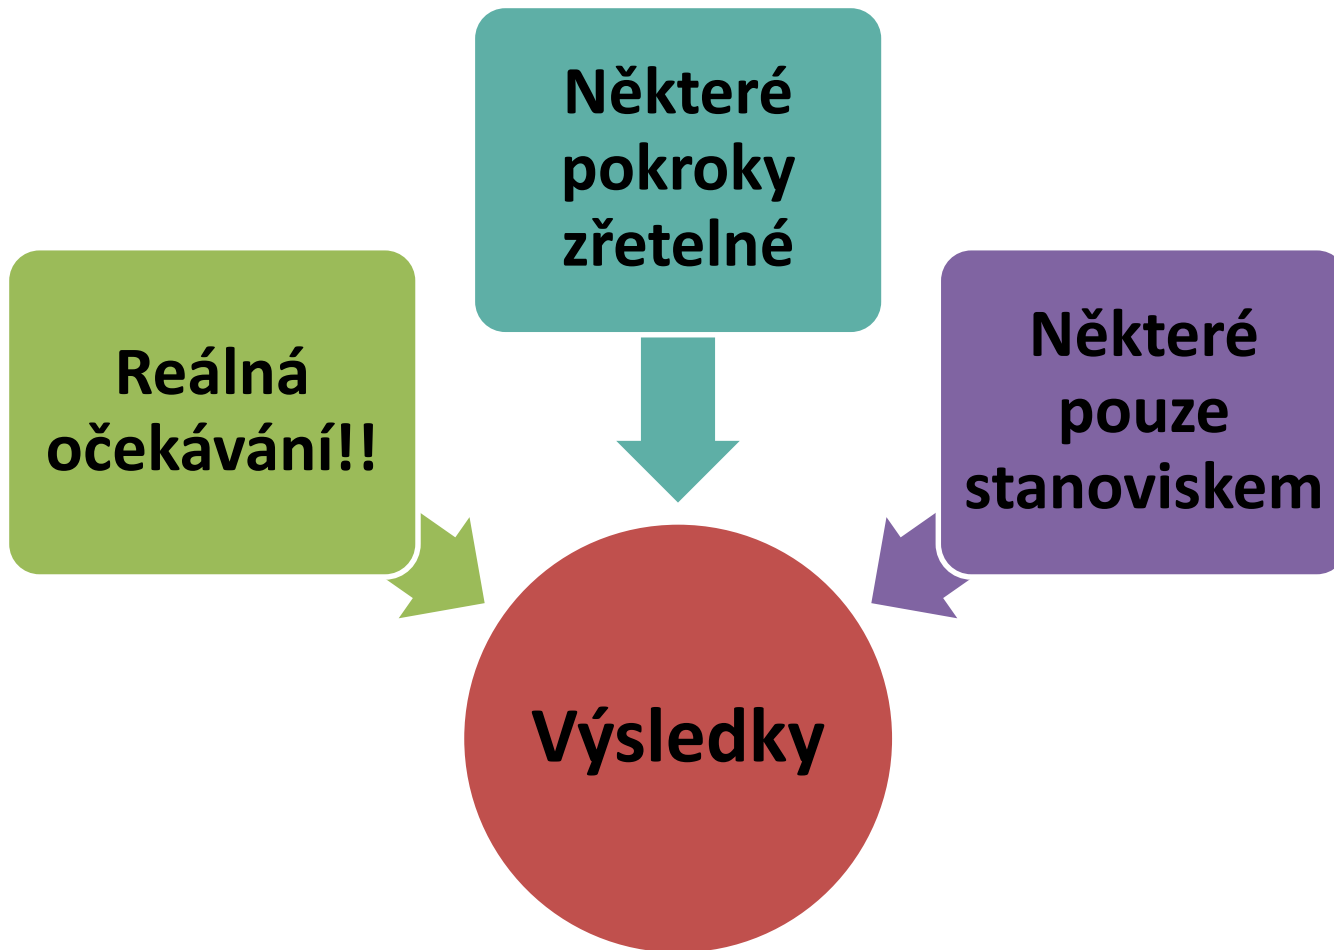 Některé
pokroky
zřetelné
Reálná
očekávání!!
Některé
pouze
stanoviskem
Výsledky